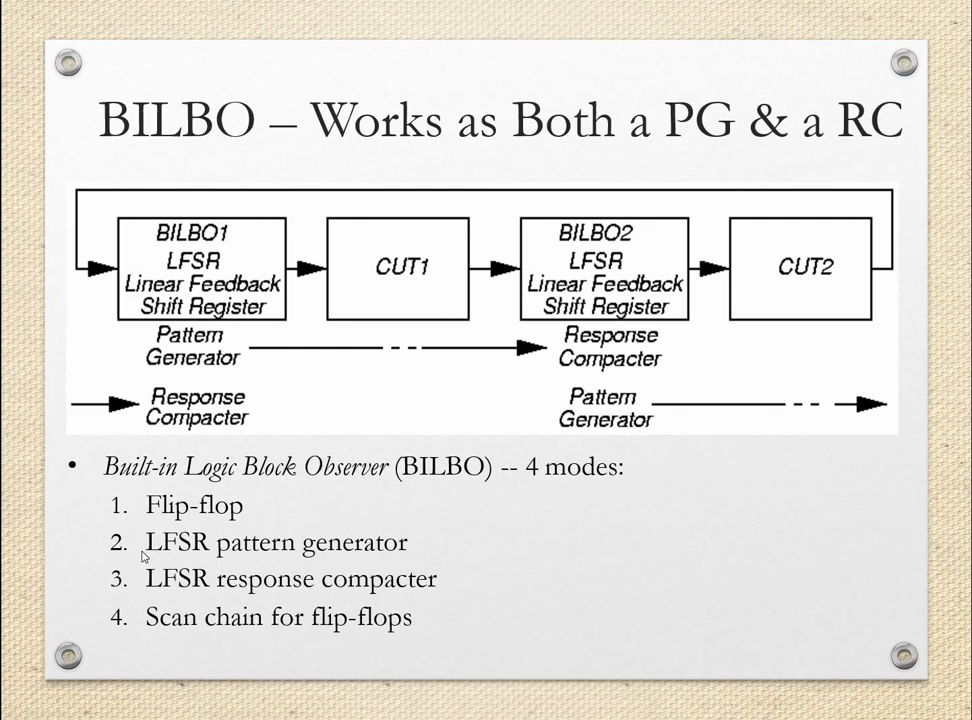 BILBO – Works as Both a PG & a RC
BILBO1
LFSR
Linear Feedback
Shift Register
CUT1
BILBO2
LFSR
Linear Feedback
Shift Register
CUT2
Pattern
Generator
Response
Compacter
Response
Compacter
Pattern
Generator
• Built-in Logic Block Observer (BILBO) -- 4 modes:
1. Flip-flop
2. LFSR pattern generator
3. LFSR response compacter
4. Scan chain for flip-flops